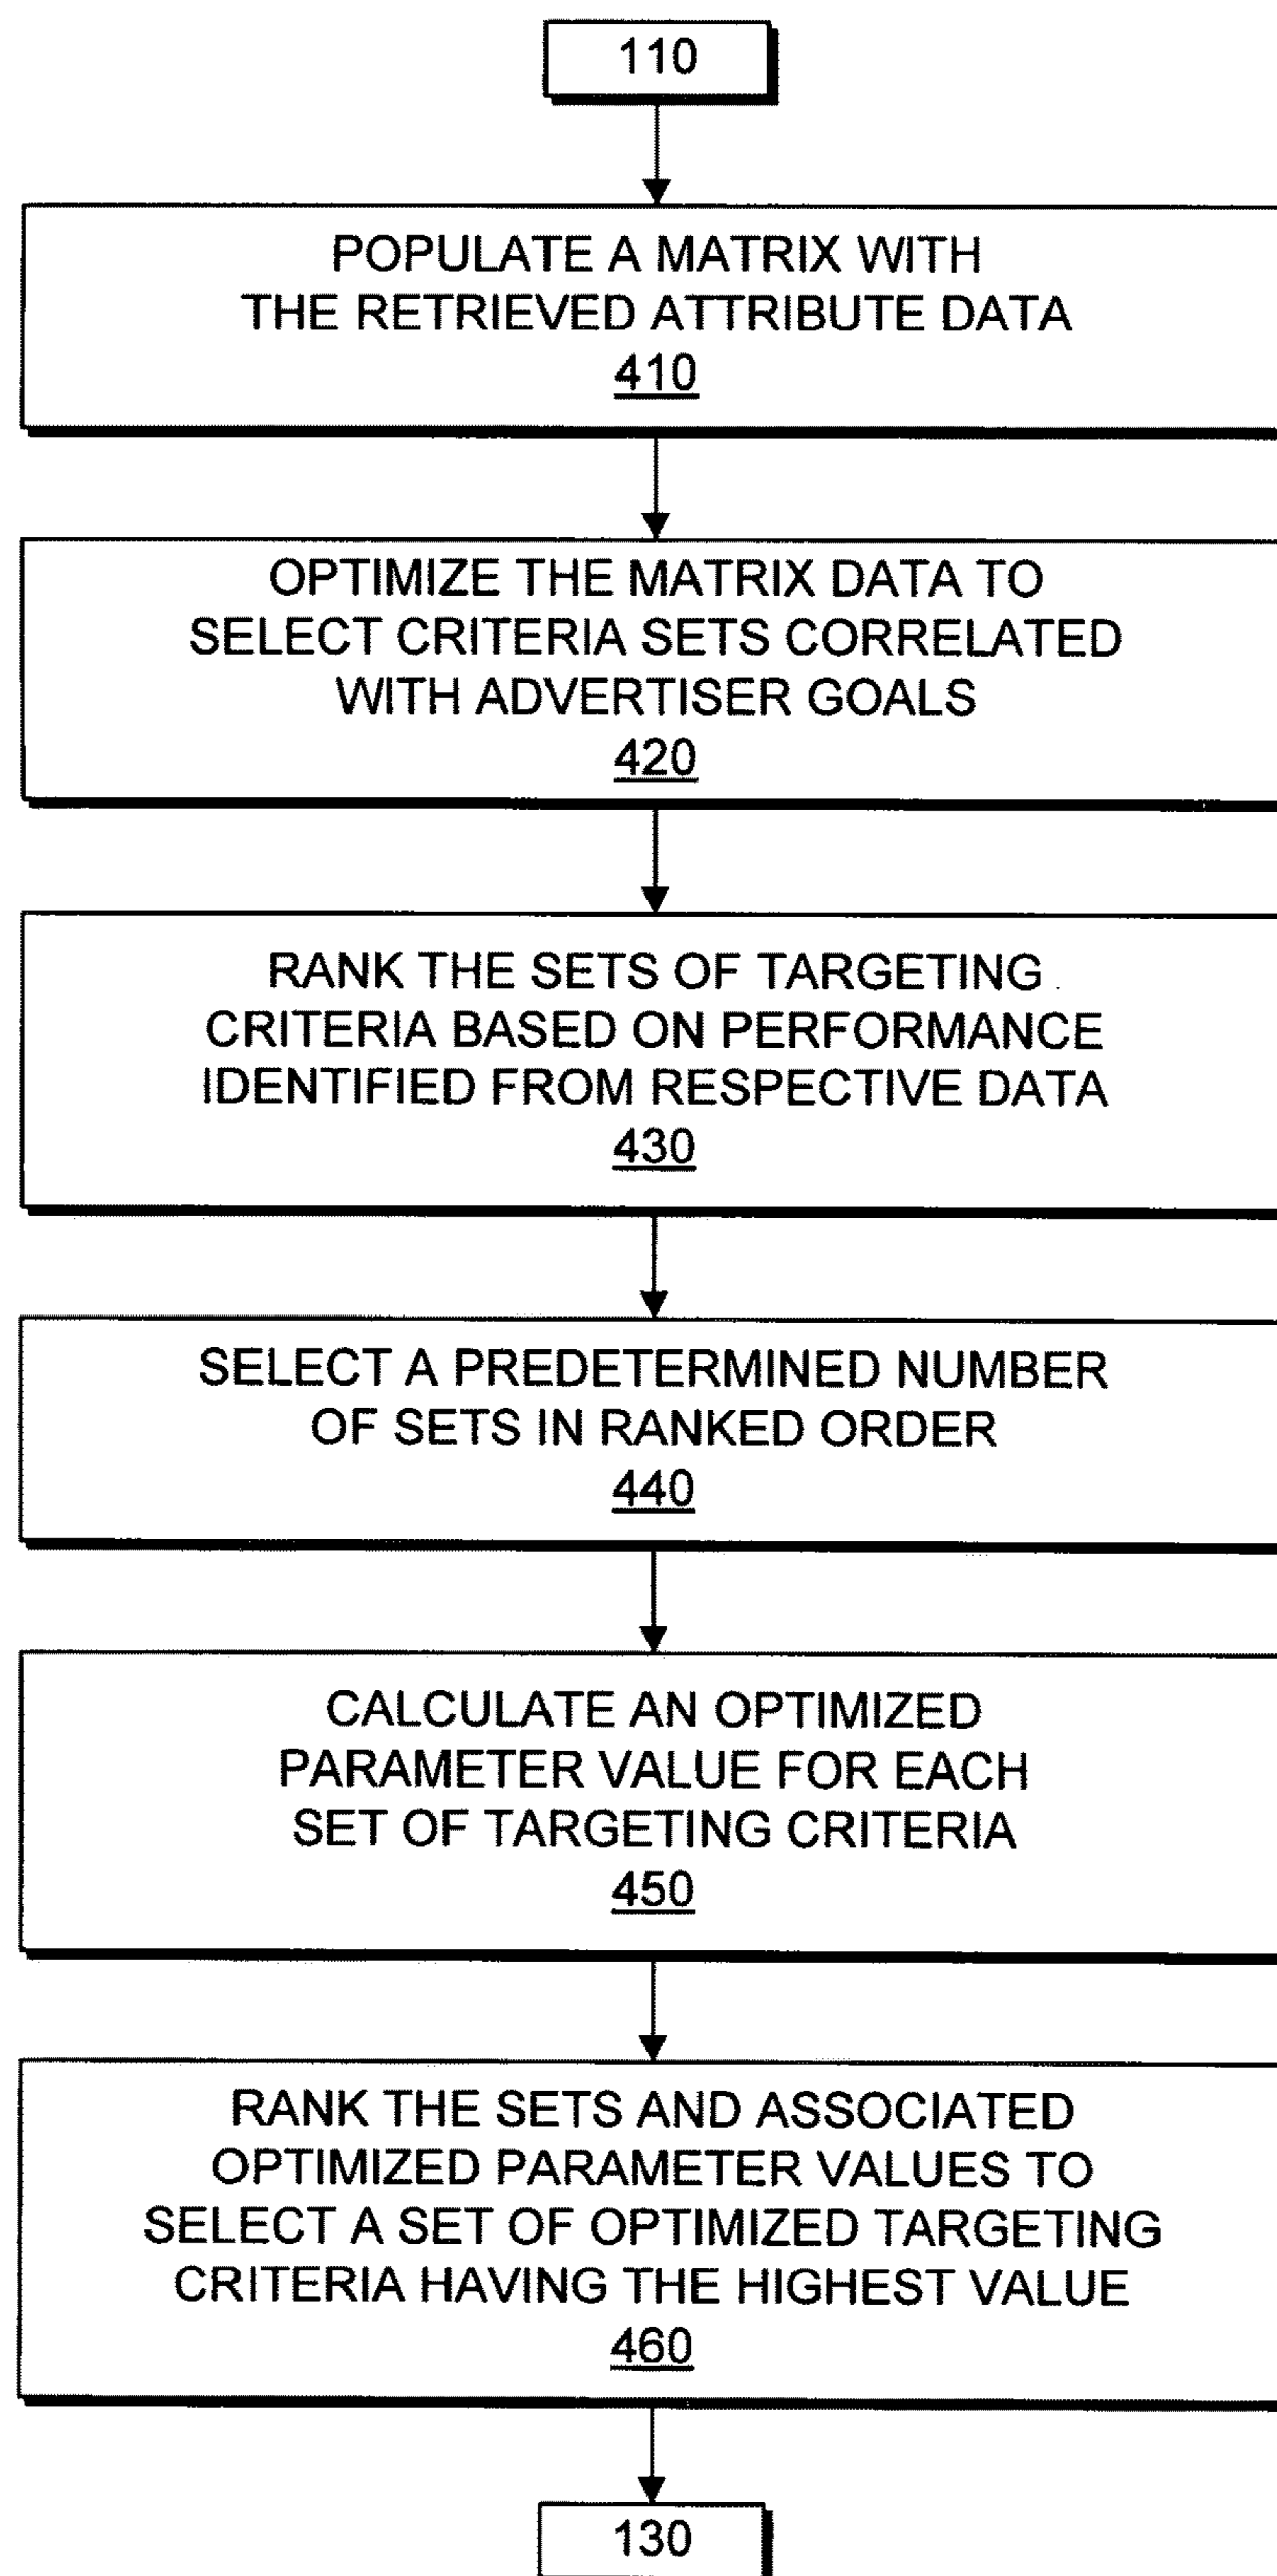 110
POPULATE A MATRIX WITH
THE RETRIEVED ATTRIBUTE DATA
410
OPTIMIZE THE MATRIX DATA TO
SELECT CRITERIA SETS CORRELATED
WITH ADVERTISER GOALS
420
RANK THE SETS OF TARGETING
CRITERIA BASED ON PERFORMANCE
IDENTIFIED FROM RESPECTIVE DATA
430
SELECT A PREDETERMINED NUMBER
OF SETS IN RANKED ORDER
440
CALCULATE AN OPTIMIZED
PARAMETER VALUE FOR EACH
SET OF TARGETING CRITERIA
450
RANK THE SETS AND ASSOCIATED
OPTIMIZED PARAMETER VALUES TO
SELECT A SET OF OPTIMIZED TARGETING
CRITERIA HAVING THE HIGHEST VALUE
460
130